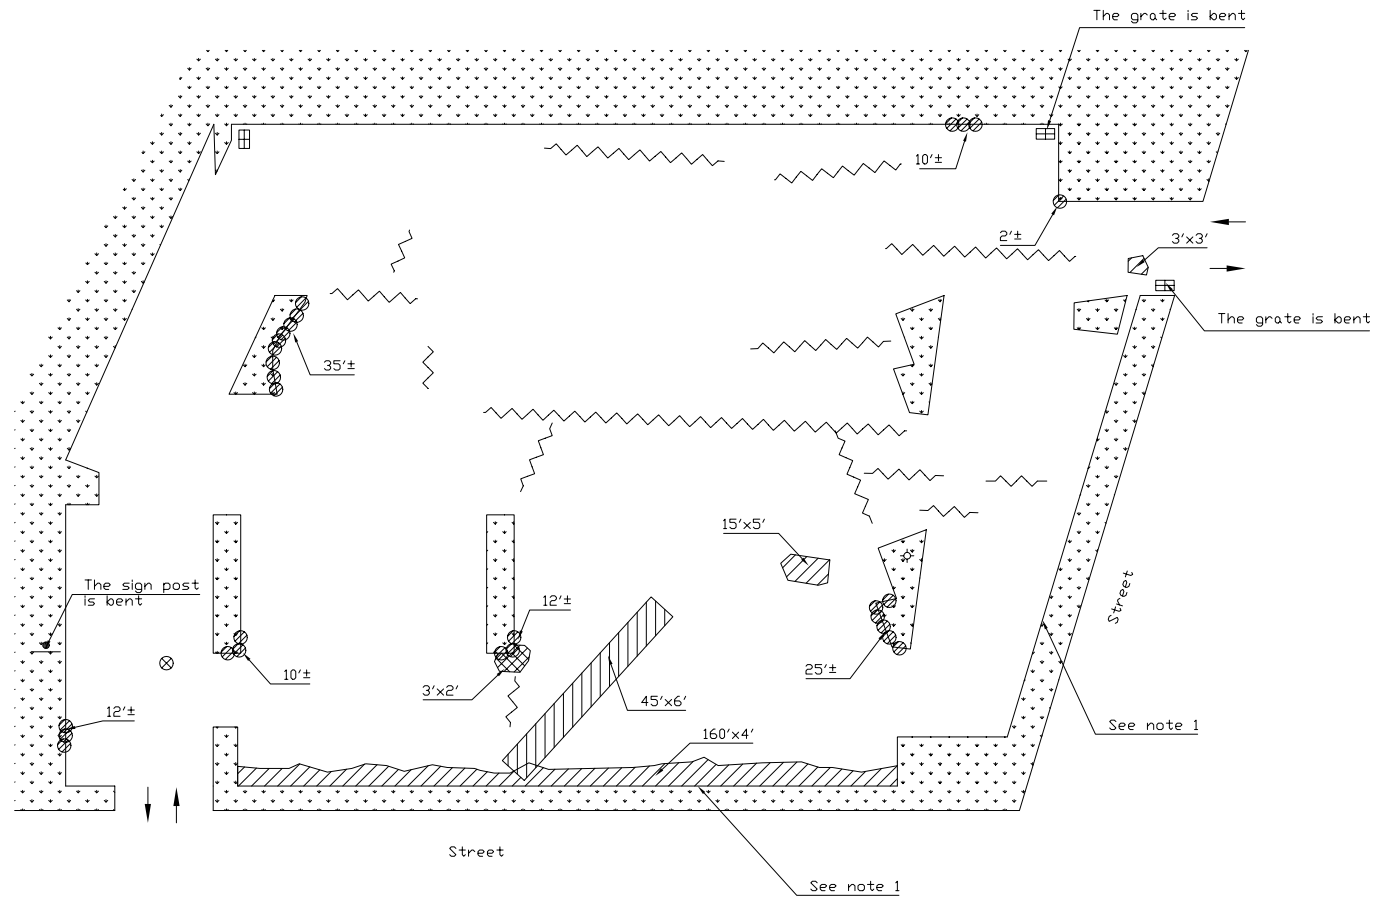 The grate is bent
10'±
2'±
3'x3'
The grate is bent
35'±
15'x5'
The sign post
is bent
12'±
10'±
3'x2'
25'±
45'x6'
12'±
160'x4'
Street
See note 1
Street
See note 1